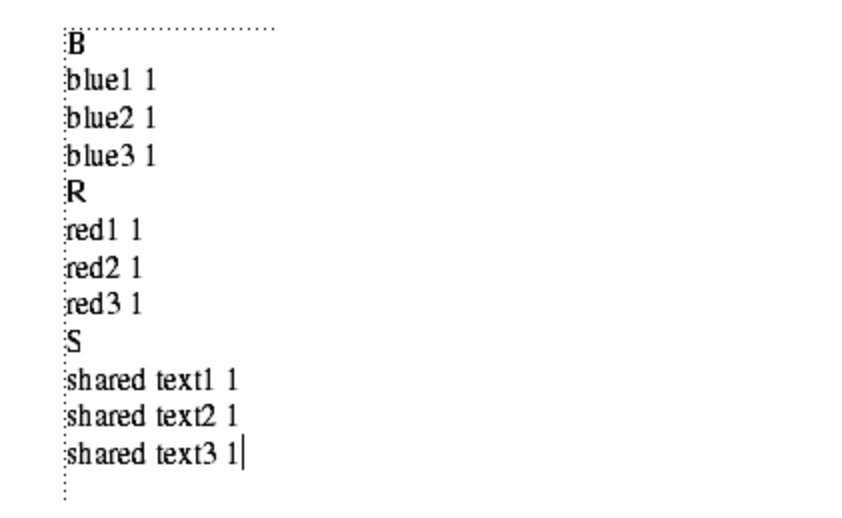 B
blue1 1
blue2 1
blue3 1
R
red1 1
red2 1
red3 1
S
shared text1 1
shared text2 1
shared text3 1